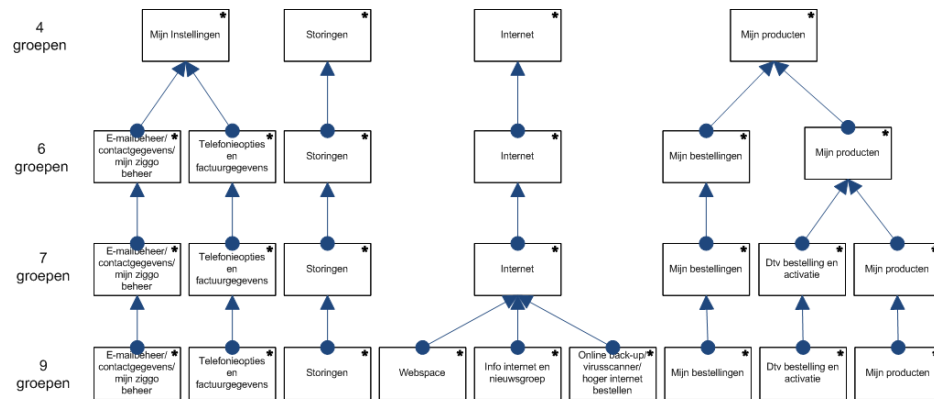 4
groepen
Mijn Instellingen *
Storingen *
Internet *
Mijn producten *
6
groepen
E-mailbeheer/
contactgegevens/
mijn ziggo
beheer *
Telefonieopties
en
factuurgegevens *
Storingen *
Internet *
Mijn bestellingen *
Mijn producten *
7
groepen
E-mailbeheer/
contactgegevens/
mijn ziggo
beheer *
Telefonieopties
en
factuurgegevens *
Storingen *
Internet *
Mijn bestellingen *
Dtv bestelling en
activatie *
Mijn producten *
9
groepen
E-mailbeheer/
contactgegevens/
mijn ziggo
beheer *
Telefonieopties
en
factuurgegevens *
Storingen *
Webspace *
Info internet en
nieuwsgroep *
Online back-up/
virusscanner/
hoger internet
bestellen *
Mijn bestellingen *
Dtv bestelling en
activatie *
Mijn producten *